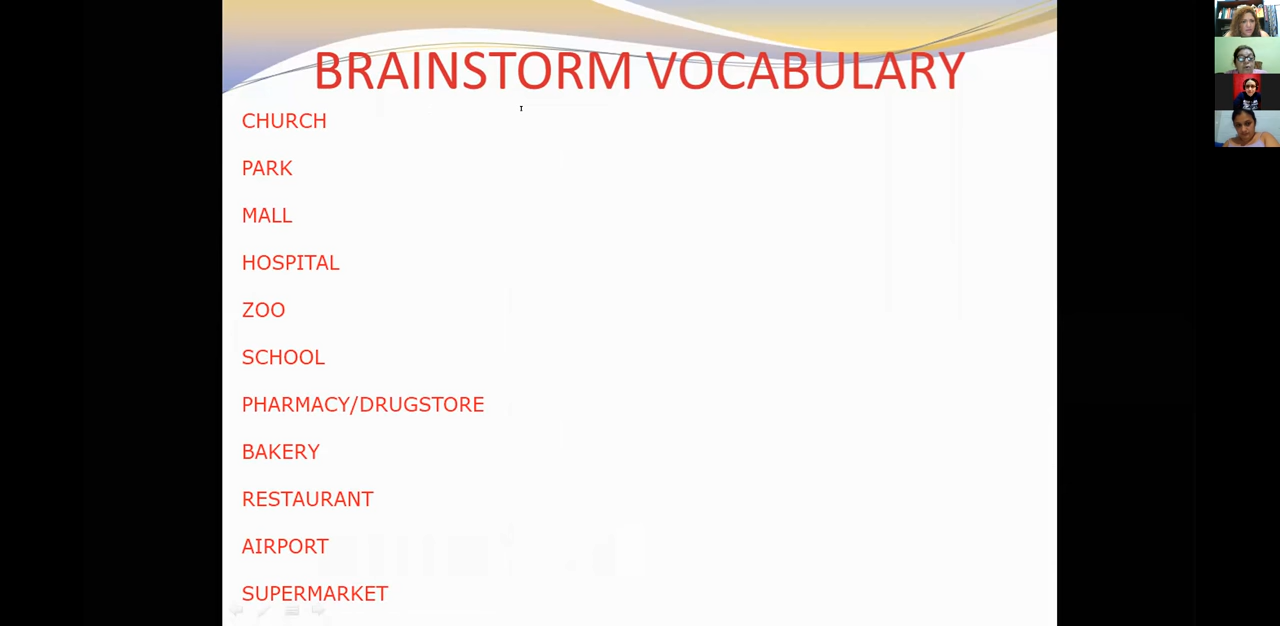 BRAINSTORM VOCABULARY
CHURCH
PARK
MALL
HOSPITAL
ZOO
SCHOOL
PHARMACY/DRUGSTORE
BAKERY
RESTAURANT
AIRPORT
SUPERMARKET